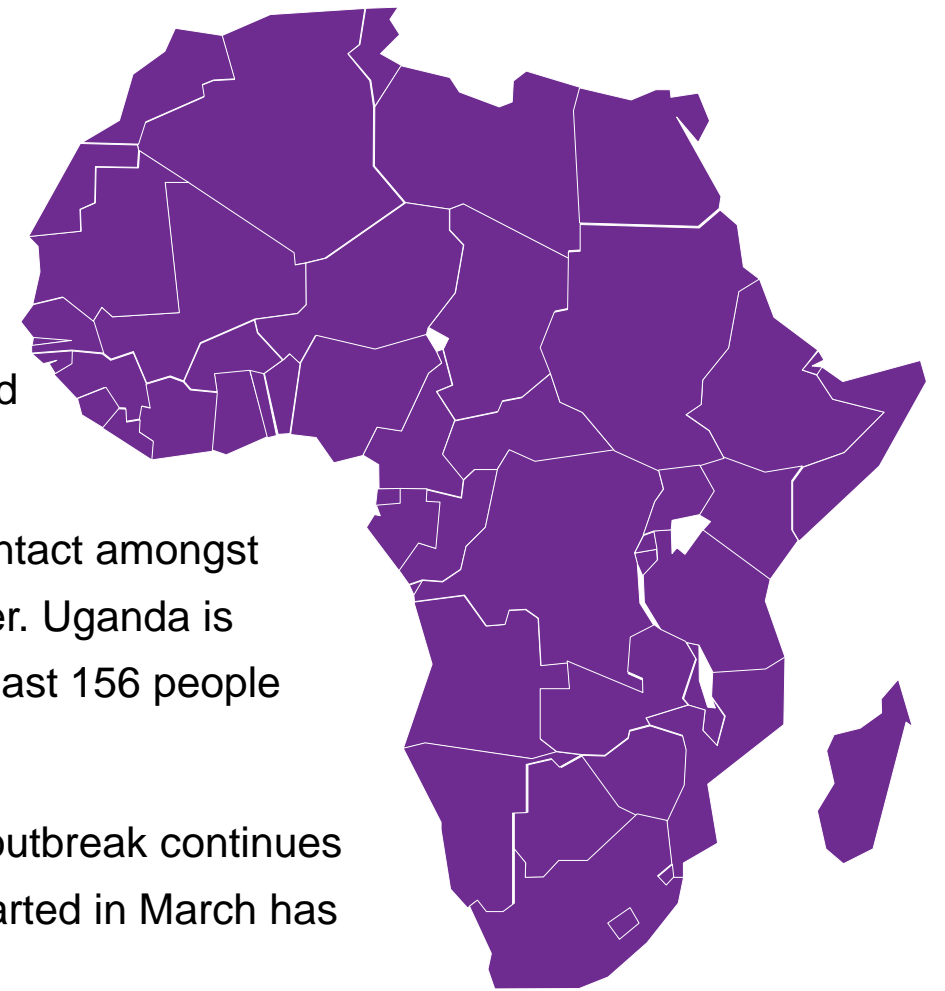 d
ntact amongst
er. Uganda is
ast 156 people
outbreak continues
arted in March has